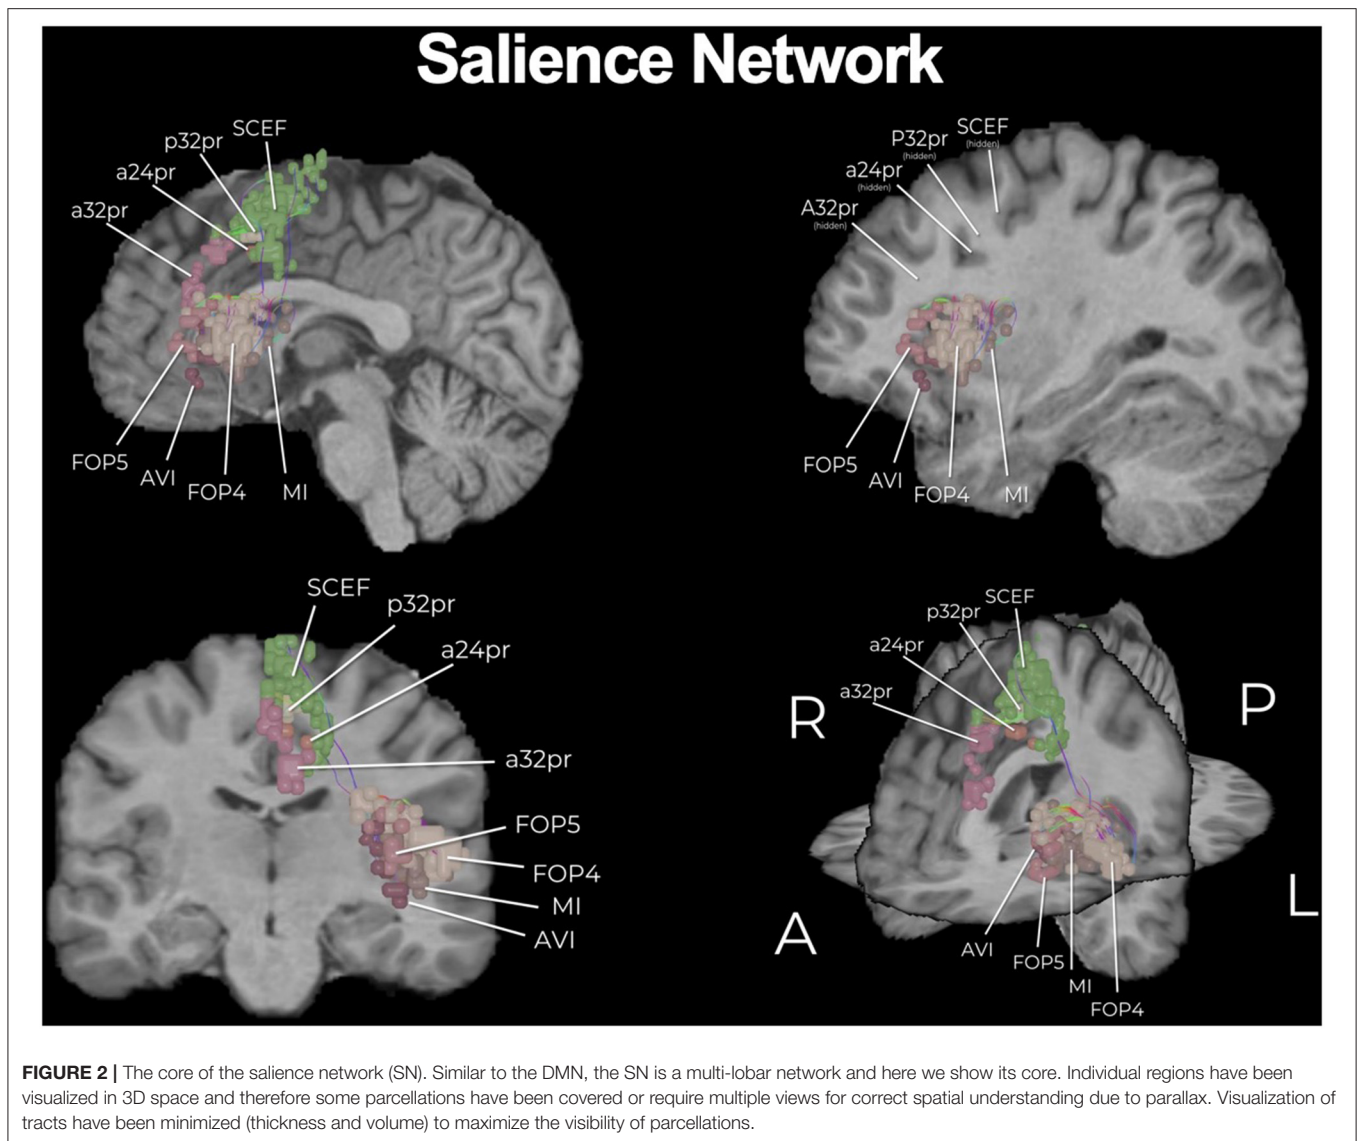 Salience Network
SCEF
p32pr
a24pr
a32pr
FOP5
AVI
FOP4
MI
SCEF
(hidden)
P32pr
(hidden)
a24pr
(hidden)
A32pr
(hidden)
FOP5
AVI
FOP4
MI
SCEF
p32pr
a24pr
a32pr
FOP5
FOP4
MI
AVI
SCEF
p32pr
a24pr
a32pr
R
P
A
L
AVI
FOP5
MI
FOP4
FIGURE 2 | The core of the salience network (SN). Similar to the DMN, the SN is a multi-lobar network and here we show its core. Individual regions have been
visualized in 3D space and therefore some parcellations have been covered or require multiple views for correct spatial understanding due to parallax. Visualization of
tracts have been minimized (thickness and volume) to maximize the visibility of parcellations.